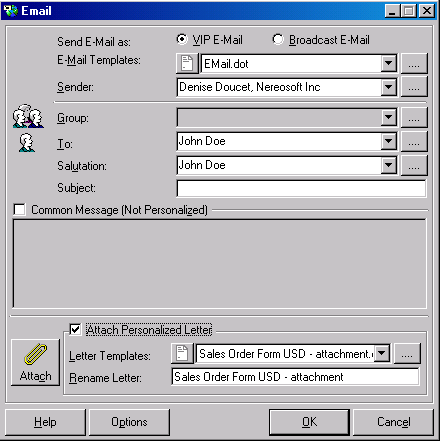 Email
Send E-Mail as: VIP E-Mail Broadcast E-Mail
E-Mail Templates: EMail.dot ....
Sender: Denise Doucet, Nereosoft Inc ....
Group: ....
To: John Doe ....
Salutation: John Doe ....
Subject:
Common Message (Not Personalized)
Attach Personalized Letter
Letter Templates: Sales Order Form USD - attachment. ....
Attach
Rename Letter: Sales Order Form USD - attachment
Help Options OK Cancel